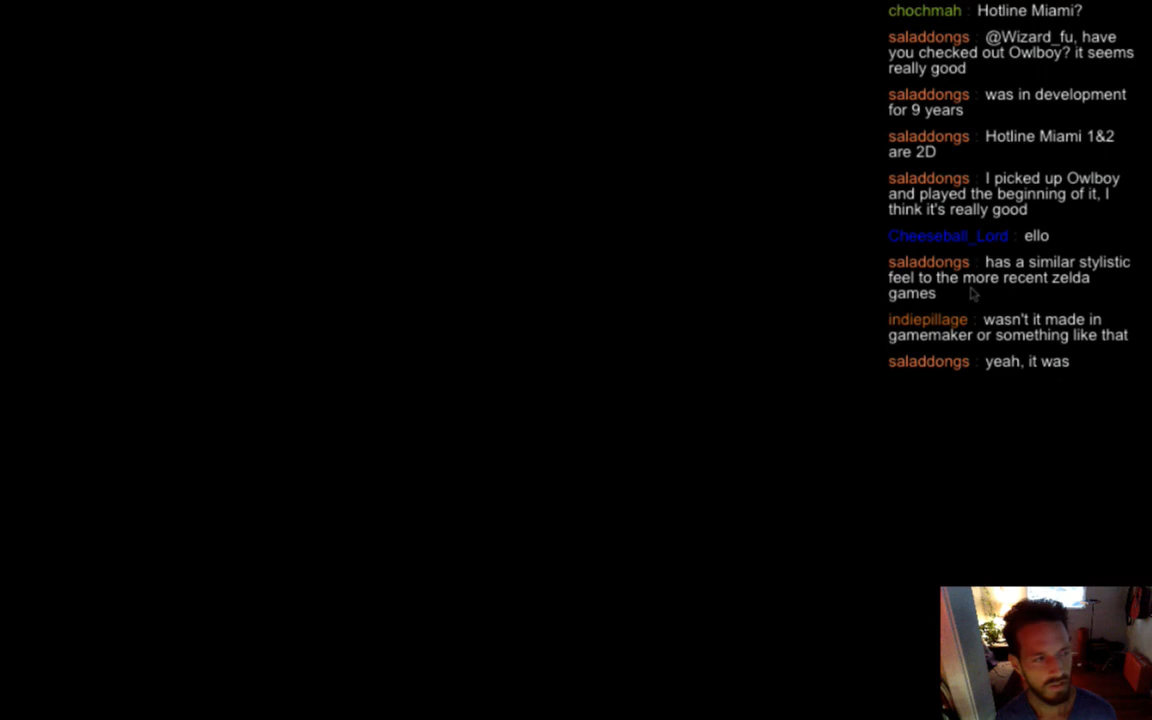 chochmah : Hotline Miami?
saladdongs : @Wizard_fu, have
you checked out Owlboy? it seems
really good
saladdongs : was in development
for 9 years
saladdongs : Hotline Miami 1&2
are 2D
saladdongs : I picked up Owlboy
and played the beginning of it, I
think it's really good
Cheeseball_Lord : ello
saladdongs : has a similar stylistic
feel to the more recent zelda
games
indiepillage : wasn't it made in
gamemaker or something like that
saladdongs : yeah, it was